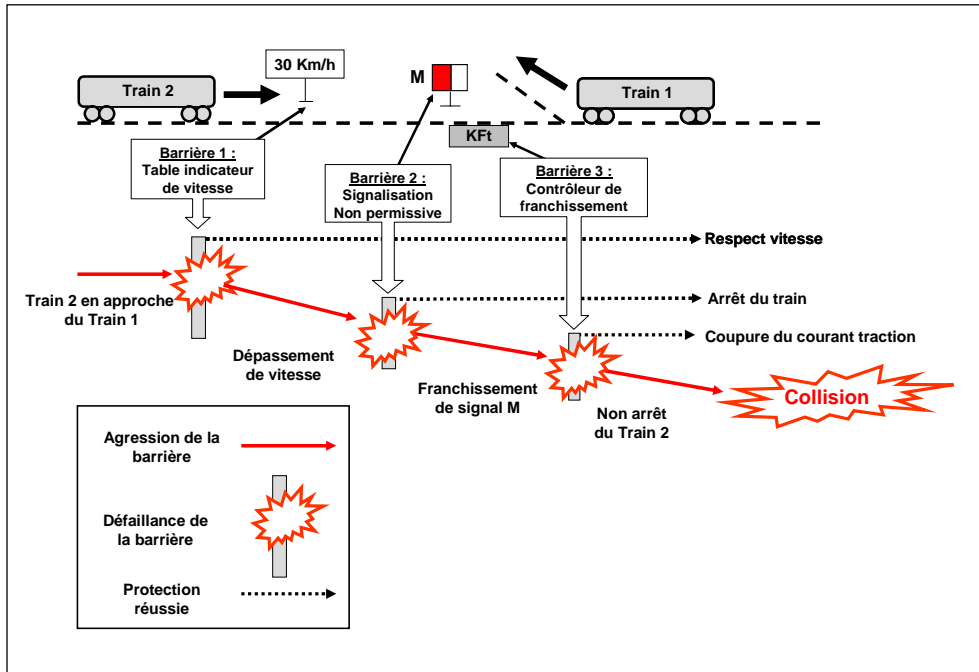 30 Km/h
M
Train 2
Train 1
KFt
Barrière 1 :
Table indicateur
de vitesse
Barrière 2 :
Signalisation
Non permissive
Barrière 3 :
Contrôleur de
franchissement
Respect vitesse
Train 2 en approche
du Train 1
Arrêt du train
Coupure du courant traction
Dépassement
de vitesse
Franchissement
de signal M
Non arrêt
du Train 2
Collision
Agression de la
barrière
Défaillance de
la barrière
Protection
réussie